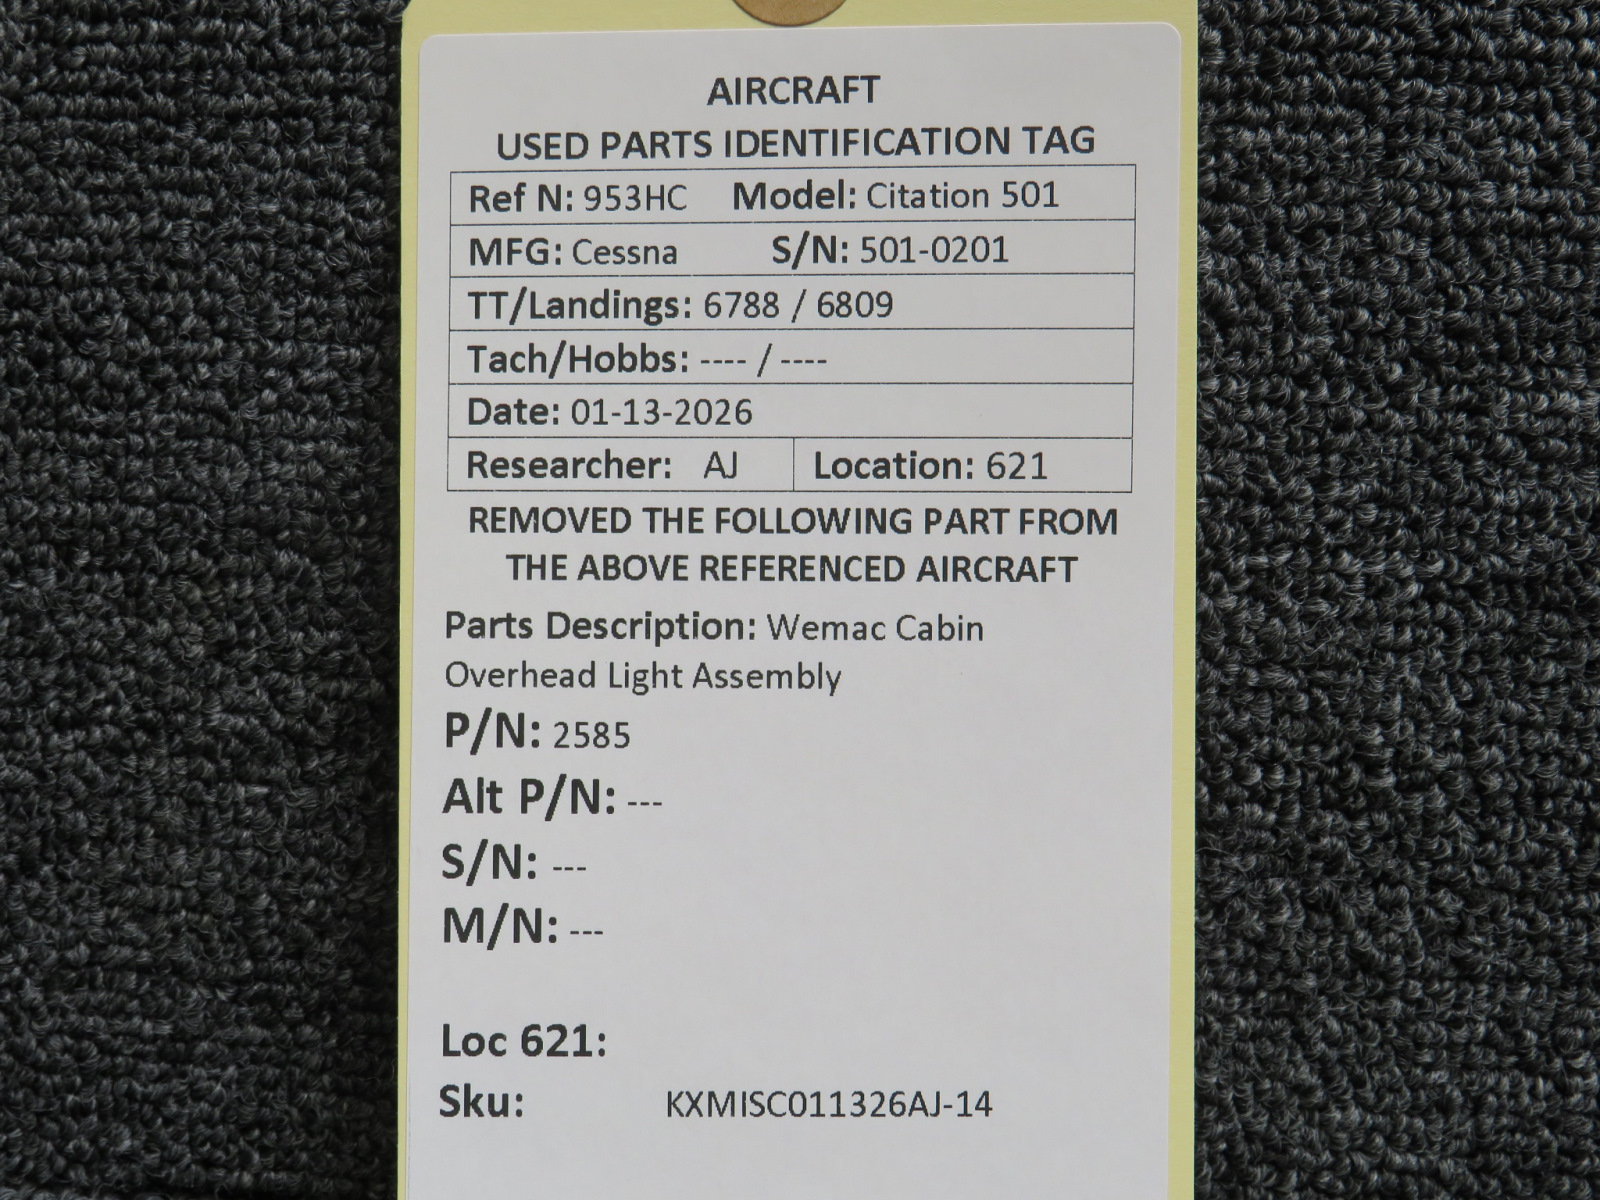 AIRCRAFT
USED PARTS IDENTIFICATION TAG
Ref N: 953HC Model: Citation 501
MFG: Cessna S/N: 501-0201
TT/Landings: 6788 / 6809
Tach/Hobbs: ---- / ----
Date: 01-13-2026
Researcher: AJ Location: 621
REMOVED THE FOLLOWING PART FROM
THE ABOVE REFERENCED AIRCRAFT
Parts Description: Wemac Cabin
Overhead Light Assembly
P/N: 2585
Alt P/N: ---
S/N: ---
M/N: ---
Loc 621:
Sku: KXMISC011326AJ-14